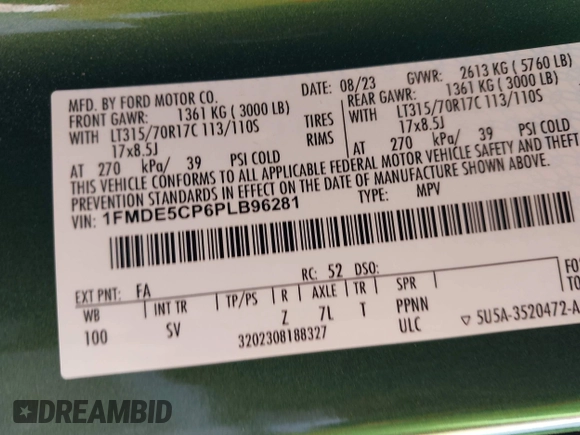 MFD. BY FORD MOTOR CO.
DATE: 08/23 GVWR: 2613 KG ( 5760 LB)
FRONT GAWR: 1361 KG ( 3000 LB) REAR GAWR: 1361 KG ( 3000 LB)
WITH LT315/70R17C 113/110S TIRES WITH LT315/70R17C 113/110S
17x8.5J RIMS 17x8.5J
AT 270 kPa/ 39 PSI COLD AT 270 kPa/ 39 PSI COLD
THIS VEHICLE CONFORMS TO ALL APPLICABLE FEDERAL MOTOR VEHICLE SAFETY AND THEFT
PREVENTION STANDARDS IN EFFECT ON THE DATE OF MANUFACTURE SHOWN ABOVE.
VIN: 1FMDE5CP6PLB96281 TYPE: MPV
EXT PNT: FA RC: 52 DSO:
WB INT TR TP/PS R AXLE TR SPR
100 SV Z 7L T PPNN
3202308188327 ULC
▽ 5U5A-3520472-A
DREAMBID